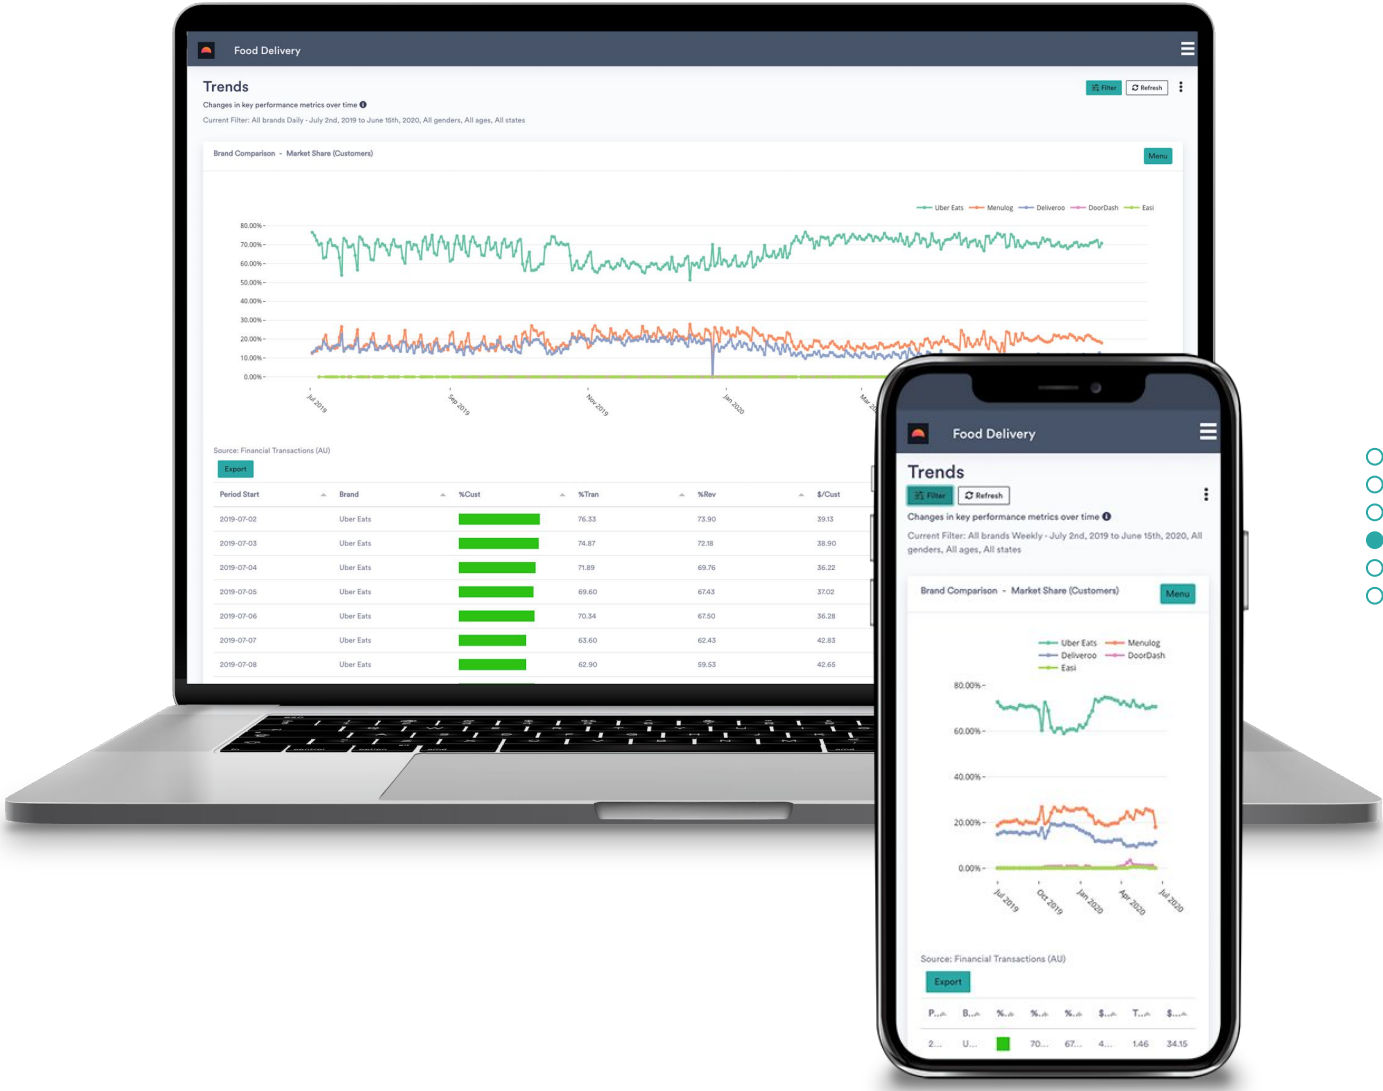 Food Delivery
Trends
Filter
Refresh
Changes in key performance metrics over time
Current Filter: All brands Daily - July 2nd, 2019 to June 15th, 2020, All genders, All ages, All states
Brand Comparison - Market Share (Customers)
Menu
Uber Eats Menulog Deliveroo DoorDash Easi
80.00%
70.00%
60.00%
50.00%
40.00%
30.00%
20.00%
10.00%
0.00%
Jul 2019 Sep 2019 Nov 2019 Jan 2020 Mar
Source: Financial Transactions (AU)
Export
Period Start Brand %Cust %Tran %Rev $/Cust
2019-07-02 Uber Eats 76.33 73.90 39.13
2019-07-03 Uber Eats 74.87 72.18 38.90
2019-07-04 Uber Eats 71.89 69.76 36.22
2019-07-05 Uber Eats 69.60 67.43 37.02
2019-07-06 Uber Eats 70.34 67.50 36.28
2019-07-07 Uber Eats 63.60 62.43 42.83
2019-07-08 Uber Eats 62.90 59.53 42.65
Food Delivery
Trends
Filter
Refresh
Changes in key performance metrics over time
Current Filter: All brands Weekly - July 2nd, 2019 to June 15th, 2020, All
genders, All ages, All states
Brand Comparison - Market Share (Customers)
Menu
Uber Eats Menulog
Deliveroo DoorDash
Easi
80.00%
60.00%
40.00%
20.00%
0.00%
Jul 2019 Oct 2019 Jan 2020 Apr 2020 Jul 2020
Source: Financial Transactions (AU)
Export
P... B... %... %... %... $... T... $...
2... U... 70... 67... 4... 1.46 34.15